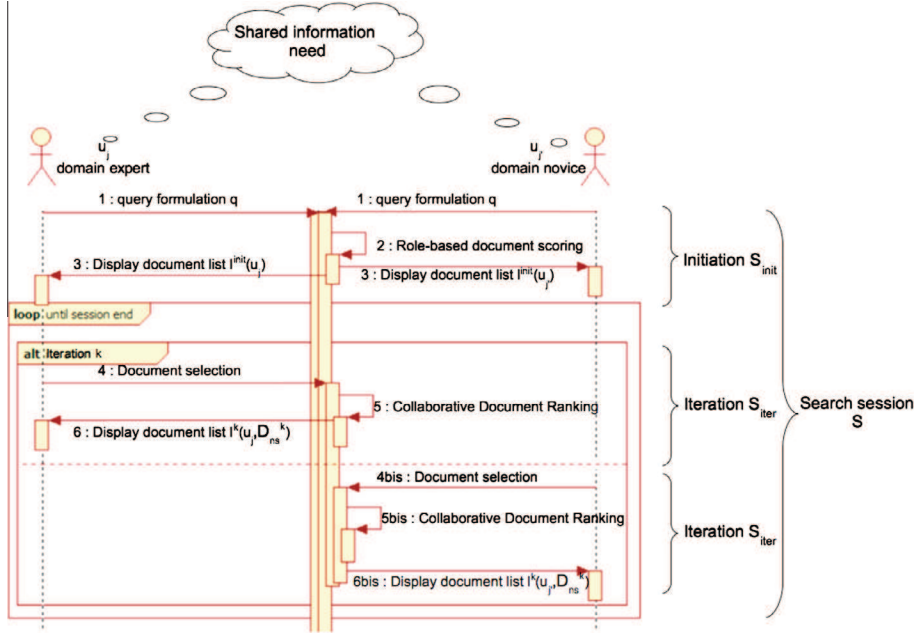 Shared information
need
u_j
domain expert
u_j'
domain novice
1 : query formulation q
1 : query formulation q
2 : Role-based document scoring
3 : Display document list l^init(u_j)
3 : Display document list l^init(u_j')
Initiation S_init
loop until session end
alt Iteration k
4 : Document selection
5 : Collaborative Document Ranking
6 : Display document list l^k(u_j,D_ns^k)
Iteration S_iter
Search session
S
4bis : Document selection
5bis : Collaborative Document Ranking
Iteration S_iter
6bis : Display document list l^k(u_j',D_ns^k)